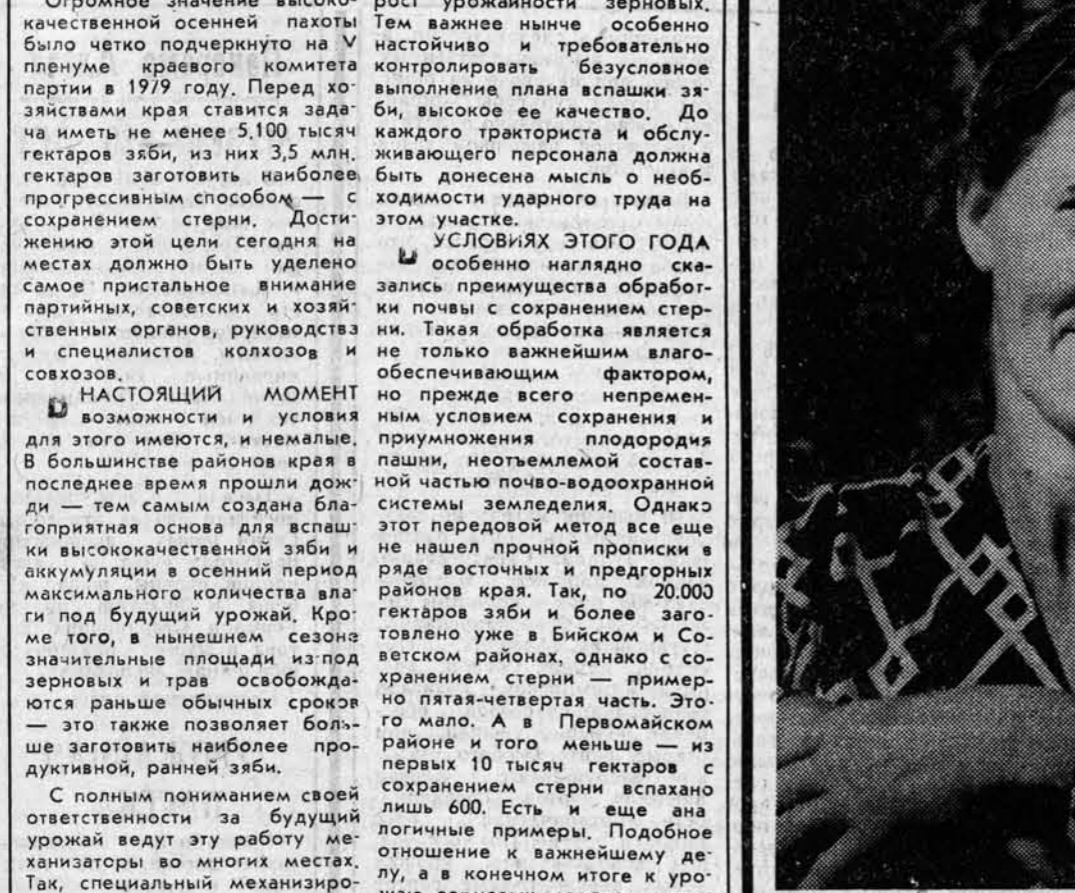 Огромное значение высоко-
качественной осенней пахоты
было четко подчеркнуто на V
пленуме краевого комитета
партии в 1979 году. Перед хо-
зяйствами края ставится зада-
ча иметь не менее 5,100 тысяч
гектаров зяби, из них 3,5 млн.
гектаров заготовить наиболее
прогрессивным способом — с
сохранением стерни. Дости-
жению этой цели сегодня на
местах должно быть уделено
самое пристальное внимание
партийных, советских и хозяй-
ственных органов, руководства
и специалистов колхозов и
совхозов.
В НАСТОЯЩИЙ МОМЕНТ
возможности и условия
для этого имеются, и немалые.
В большинстве районов края в
последнее время прошли дож-
ди — тем самым создана бла-
гоприятная основа для вспаш-
ки высококачественной зяби и
аккумуляции в осенний период
максимального количества вла-
ги под будущий урожай. Кро-
ме того, в нынешнем сезоне
значительные площади из-под
зерновых и трав освобожда-
ются раньше обычных сроков
— это также позволяет боль-
ше заготовить наиболее про-
дуктивной, ранней зяби.
С полным пониманием своей
ответственности за будущий
урожай ведут эту работу ме-
ханизаторы во многих местах.
Так, специальный механизиро-
рост урожайности зерновых.
Тем важнее нынче особенно
настойчиво и требовательно
контролировать безусловное
выполнение плана вспашки зя-
би, высокое ее качество. До
каждого тракториста и обслу-
живающего персонала должна
быть донесена мысль о необ-
ходимости ударного труда на
этом участке.
В УСЛОВИЯХ ЭТОГО ГОДА
особенно наглядно ска-
зались преимущества обработ-
ки почвы с сохранением стер-
ни. Такая обработка является
не только важнейшим влаго-
обеспечивающим фактором,
но прежде всего непремен-
ным условием сохранения и
приумножения плодородия
пашни, неотъемлемой состав-
ной частью почво-водоохранной
системы земледелия. Однако
этот передовой метод все еще
не нашел прочной прописки в
ряде восточных и предгорных
районов края. Так, по 20.000
гектаров зяби и более заго-
товлено уже в Бийском и Со-
ветском районах, однако с со-
хранением стерни — пример-
но пятая-четвертая часть. Это-
го мало. А в Первомайском
районе и того меньше — из
первых 10 тысяч гектаров с
сохранением стерни вспахано
лишь 600. Есть и еще ана
логичные примеры. Подобное
отношение к важнейшему де-
лу, а в конечном итоге к уро-